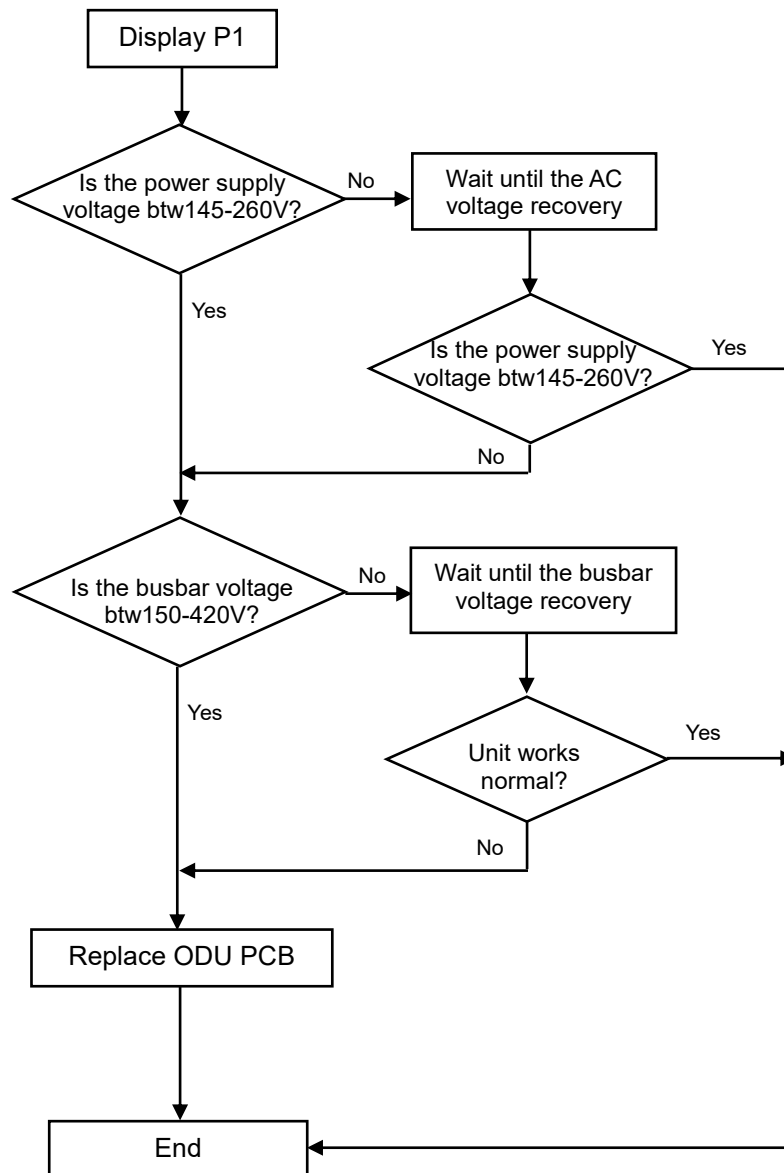 Display P1
Is the power supply
voltage btw145-260V?
No
Wait until the AC
voltage recovery
Yes
Is the power supply
voltage btw145-260V?
Yes
No
Is the busbar voltage
btw150-420V?
No
Wait until the busbar
voltage recovery
Yes
Unit works
normal?
Yes
No
Replace ODU PCB
End